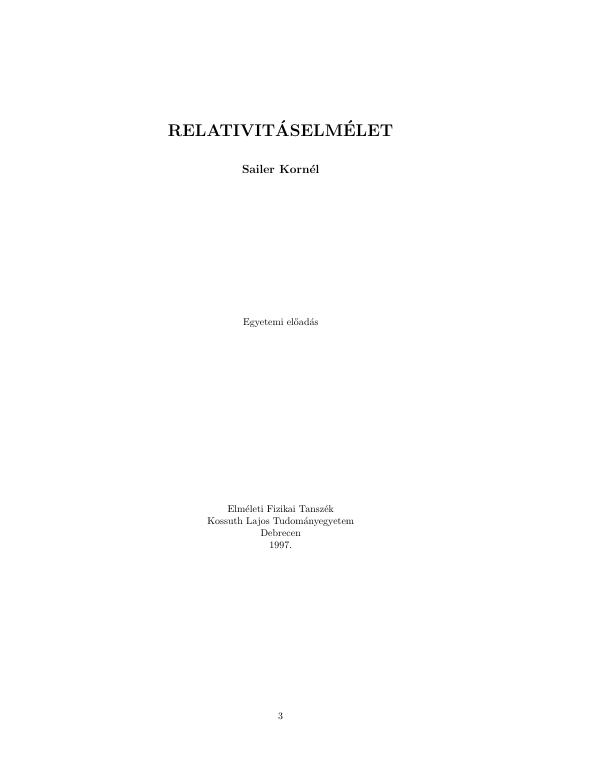 RELATIVITÁSELMÉLET
Sailer Kornél
Egyetemi előadás
Elméleti Fizikai Tanszék
Kossuth Lajos Tudományegyetem
Debrecen
1997.
3